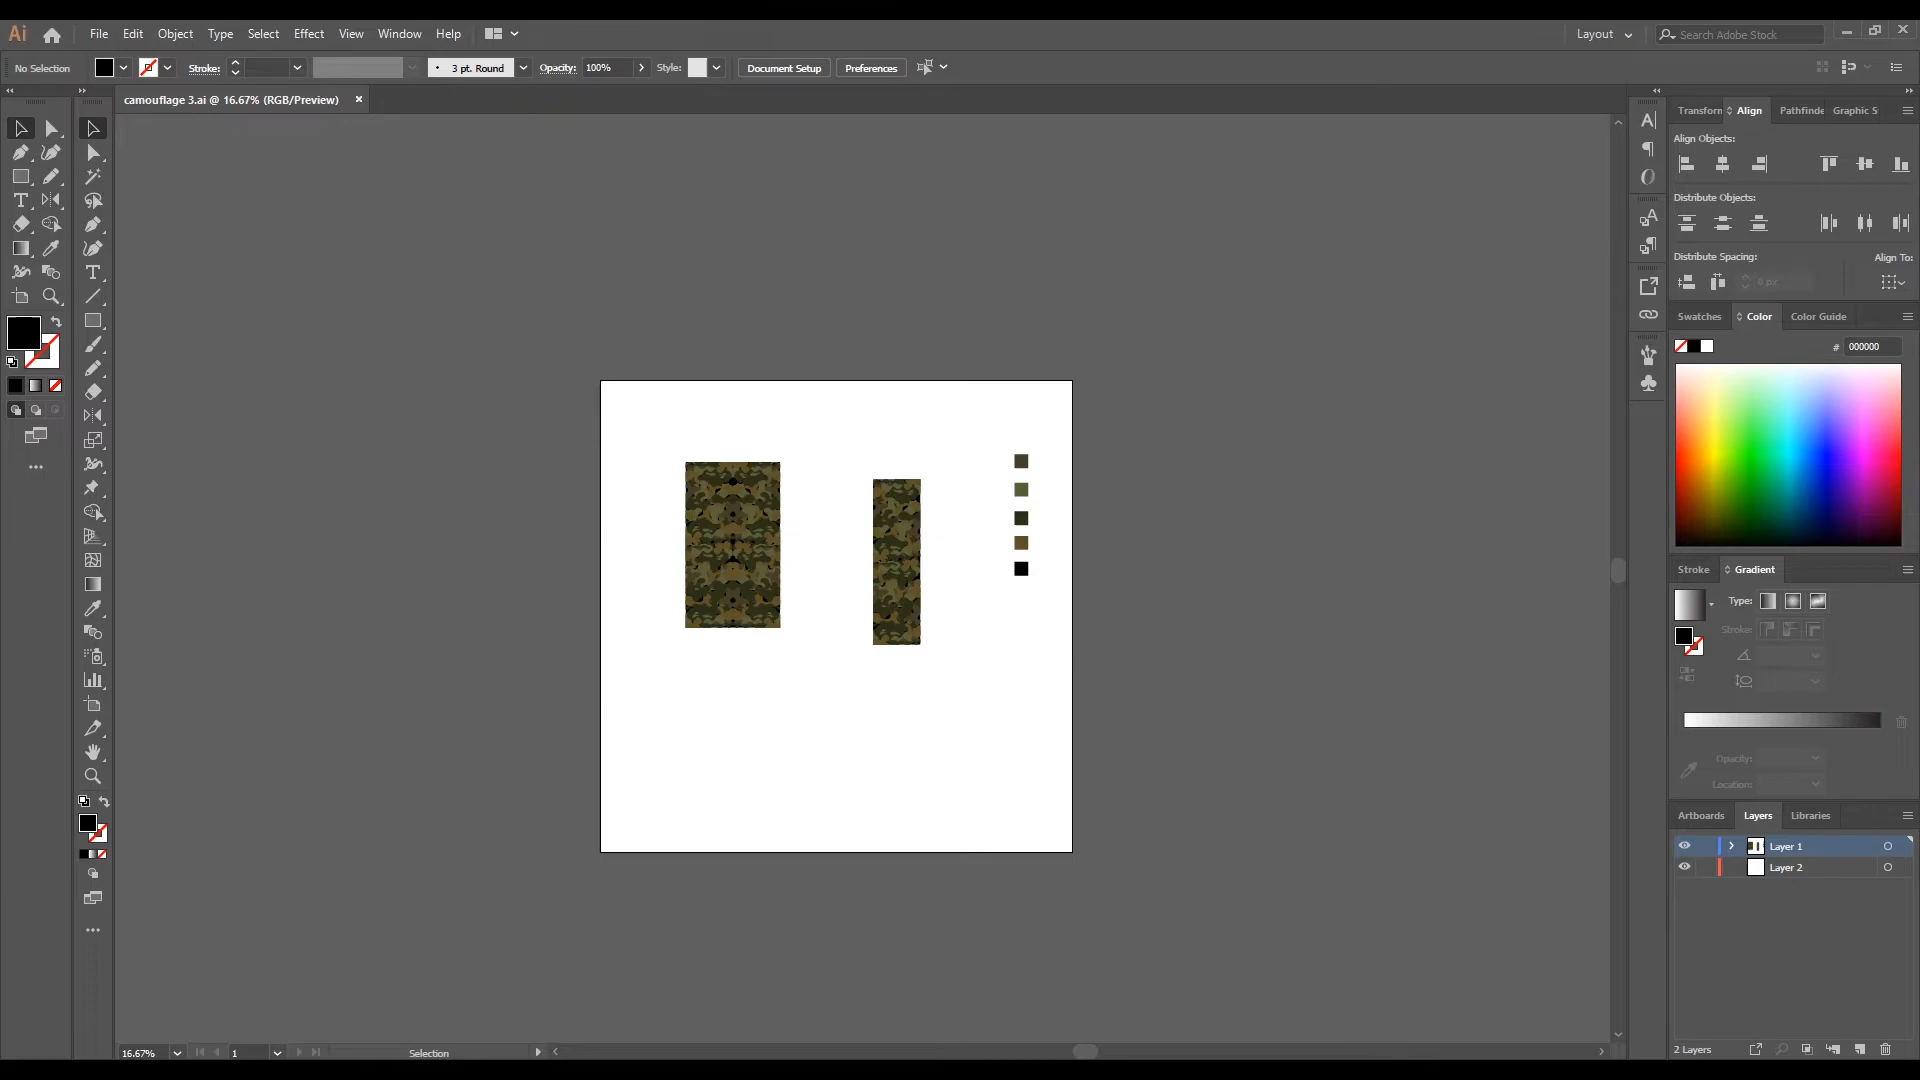 Ai File Edit Object Type Select Effect View Window Help Layout Search Adobe Stock
No Selection Stroke: 3 pt. Round Opacity: 100% Style: Document Setup Preferences
camouflage 3.ai @ 16.67% (RGB/Preview) ×
Transform Align Pathfinde Graphic S
Align Objects:
Distribute Objects:
Distribute Spacing: Align To:
0 px
Swatches Color Color Guide
# 000000
Stroke Gradient
Type:
Stroke:
Opacity:
Location:
Artboards Layers Libraries
Layer 1
Layer 2
2 Layers
16.67% 1 Selection